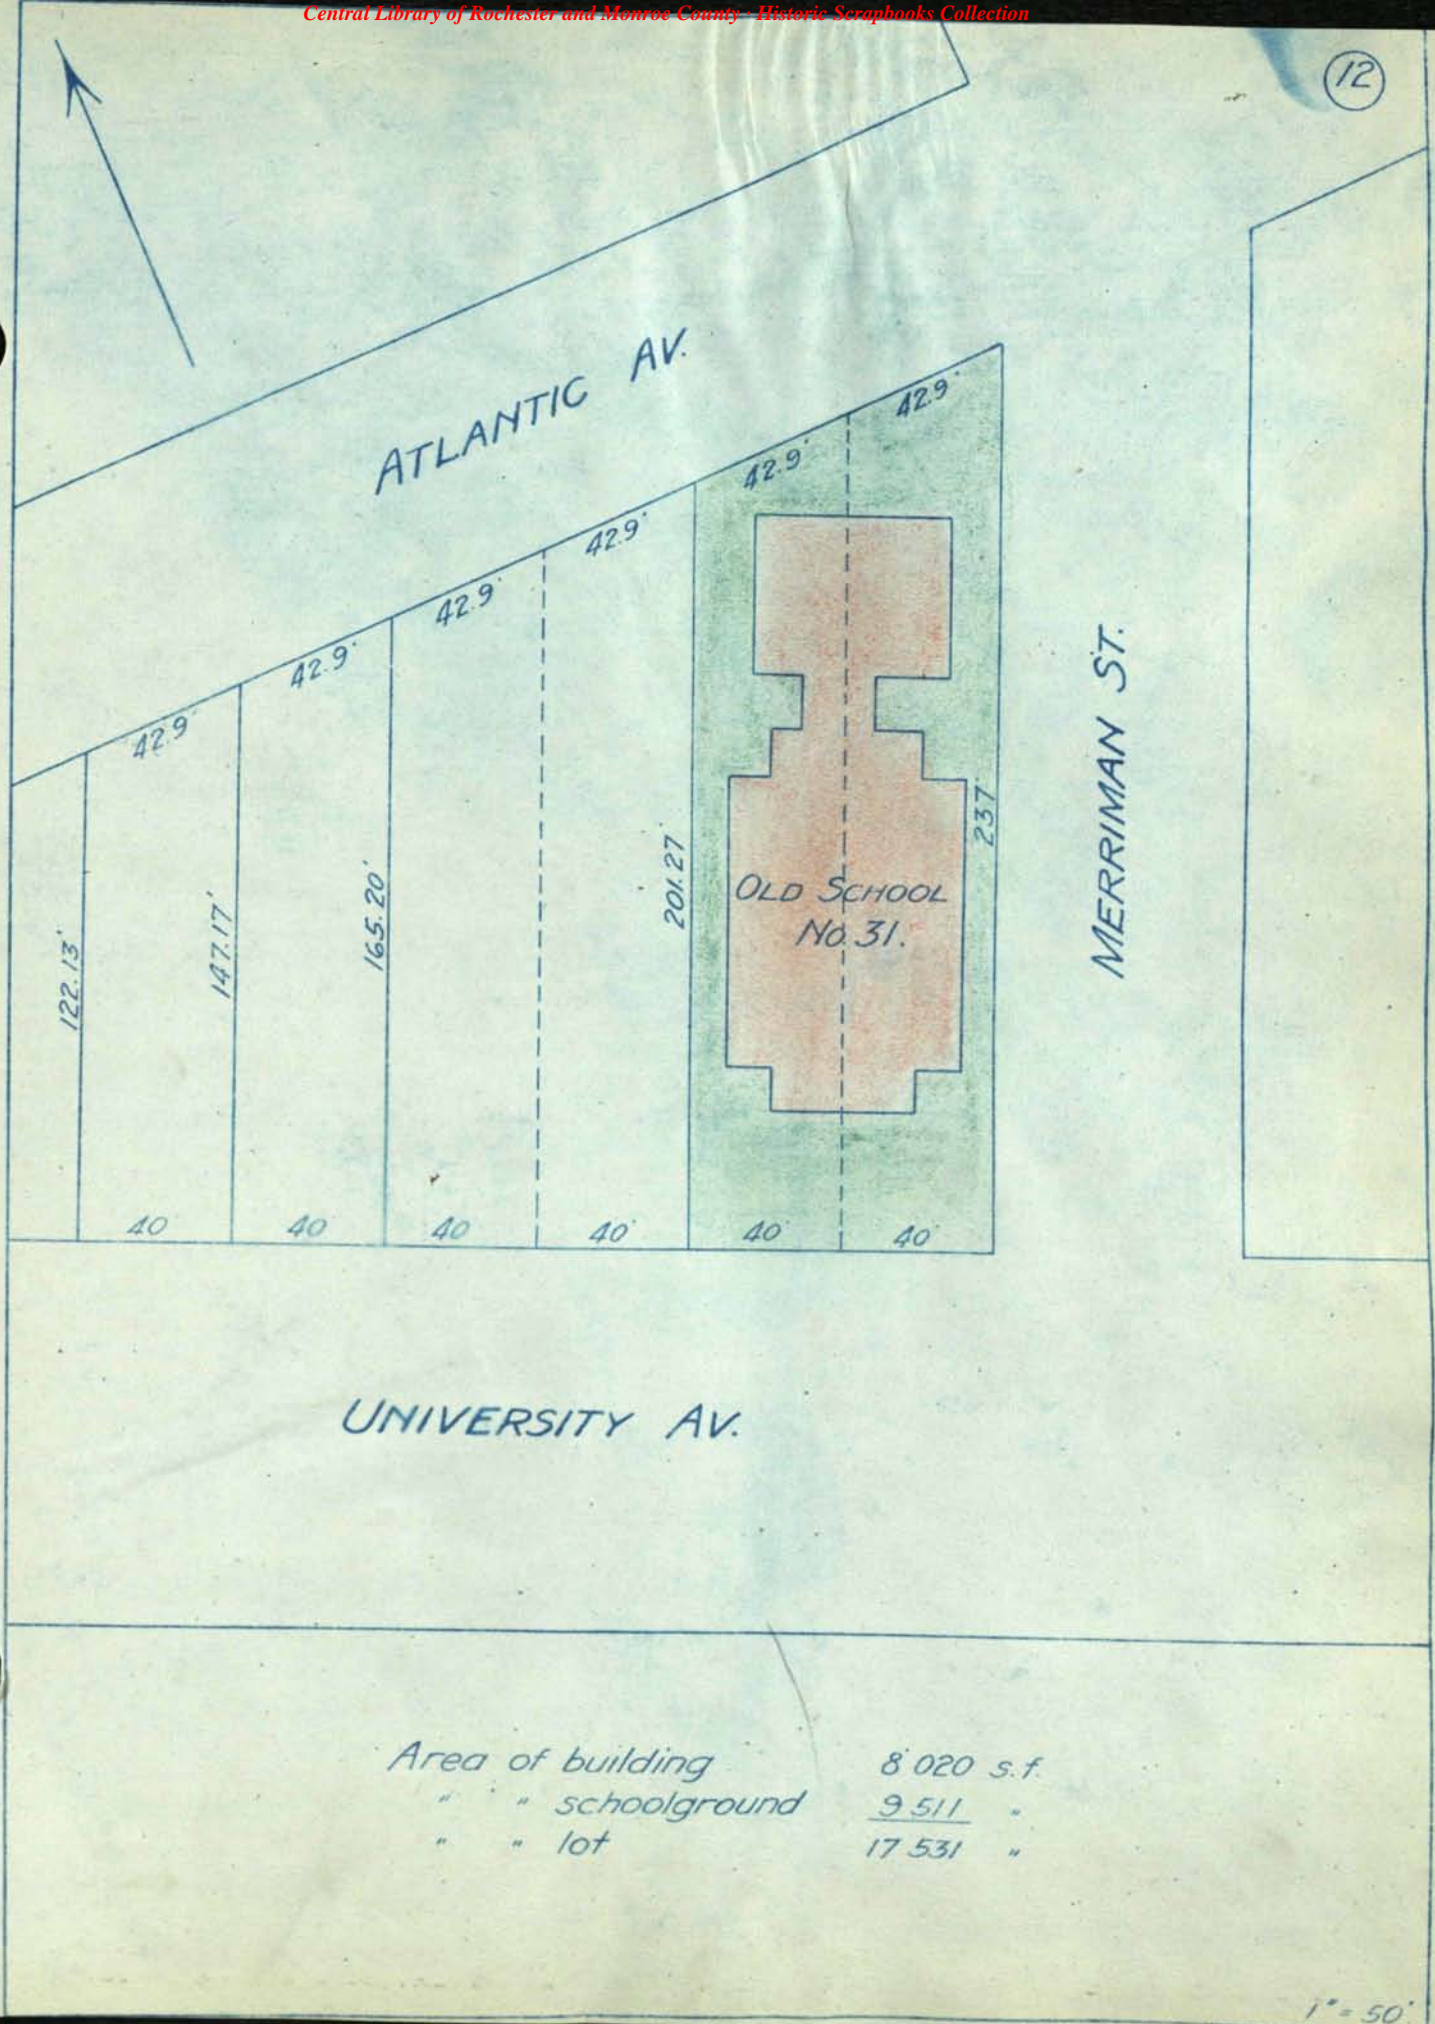 Central Library of Rochester and Monroe County · Historic Scrapbooks Collection
12
ATLANTIC AV.
42.9'
42.9'
42.9'
42.9'
42.9'
42.9'
MERRIMAN ST.
122.13'
147.17'
165.20'
201.27'
237'
OLD SCHOOL
No. 31.
40'
40'
40'
40'
40'
40'
UNIVERSITY AV.
Area of building 8 020 s.f.
" " schoolground 9 511 "
" " lot 17 531 "
1" = 50'